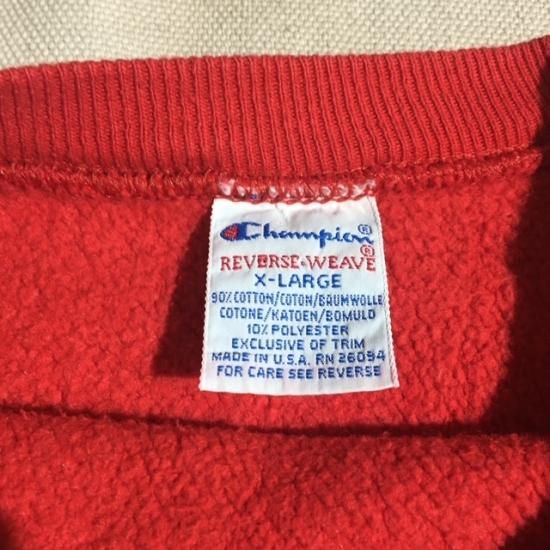 Champion®
REVERSE·WEAVE®
X-LARGE
90% COTTON/COTON/BAUMWOLLE
COTONE/KATOEN/BOMULD
10% POLYESTER
EXCLUSIVE OF TRIM
MADE IN U.S.A. RN 26094
FOR CARE SEE REVERSE